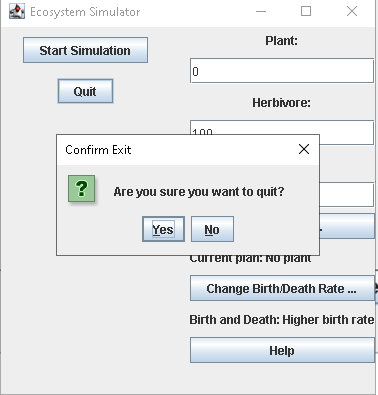 Ecosystem Simulator
Start Simulation
Quit
Plant:
0
Herbivore:
100
Confirm Exit
?
Are you sure you want to quit?
Yes
No
Current plan: No plant
Change Birth/Death Rate ...
Birth and Death: Higher birth rate
Help